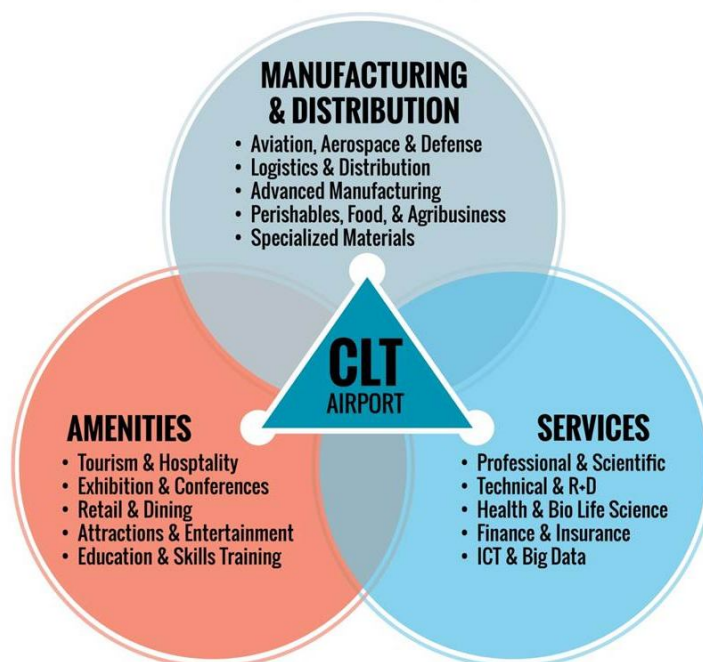 MANUFACTURING
& DISTRIBUTION
• Aviation, Aerospace & Defense
• Logistics & Distribution
• Advanced Manufacturing
• Perishables, Food, & Agribusiness
• Specialized Materials
CLT
AIRPORT
AMENITIES
• Tourism & Hosptality
• Exhibition & Conferences
• Retail & Dining
• Attractions & Entertainment
• Education & Skills Training
SERVICES
• Professional & Scientific
• Technical & R+D
• Health & Bio Life Science
• Finance & Insurance
• ICT & Big Data